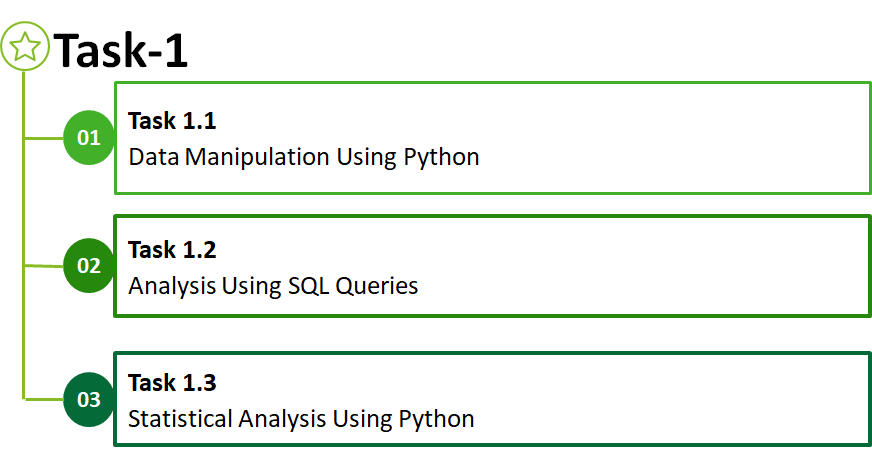 Task-1
01
Task 1.1
Data Manipulation Using Python
02
Task 1.2
Analysis Using SQL Queries
03
Task 1.3
Statistical Analysis Using Python